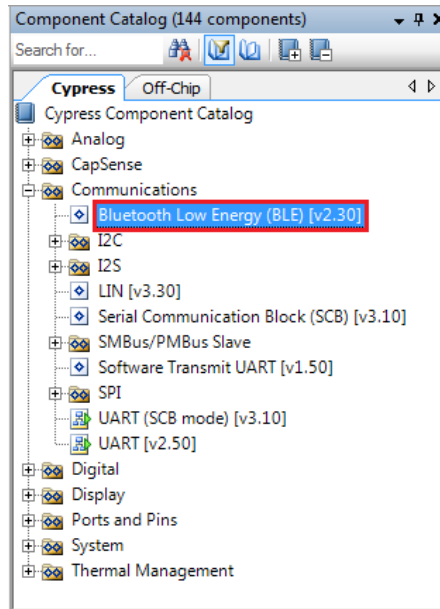 Component Catalog (144 components)
Search for...
Cypress Off-Chip
Cypress Component Catalog
Analog
CapSense
Communications
Bluetooth Low Energy (BLE) [v2.30]
I2C
I2S
LIN [v3.30]
Serial Communication Block (SCB) [v3.10]
SMBus/PMBus Slave
Software Transmit UART [v1.50]
SPI
UART (SCB mode) [v3.10]
UART [v2.50]
Digital
Display
Ports and Pins
System
Thermal Management